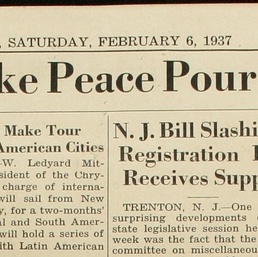 , SATURDAY, FEBRUARY 6, 1937
ke Peace Pour
Make Tour
American Cities
-W. Ledyard Mit-
sident of the Chry-
charge of interna-
will sail from New
y, for a two-months'
al and South Amer-
will hold a series of
ith Latin American
N. J. Bill Slashi
Registration
Receives Supp
TRENTON, N. J.—One
surprising developments
state legislative session he
week was the fact that the
committee on miscellaneou